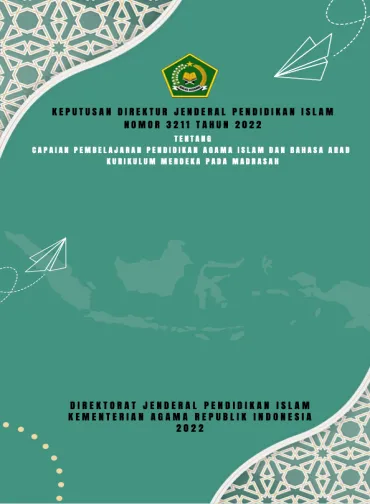 KEPUTUSAN DIREKTUR JENDERAL PENDIDIKAN ISLAM
NOMOR 3211 TAHUN 2022
TENTANG
CAPAIAN PEMBELAJARAN PENDIDIKAN AGAMA ISLAM DAN BAHASA ARAB
KURIKULUM MERDEKA PADA MADRASAH
DIREKTORAT JENDERAL PENDIDIKAN ISLAM
KEMENTERIAN AGAMA REPUBLIK INDONESIA
2022